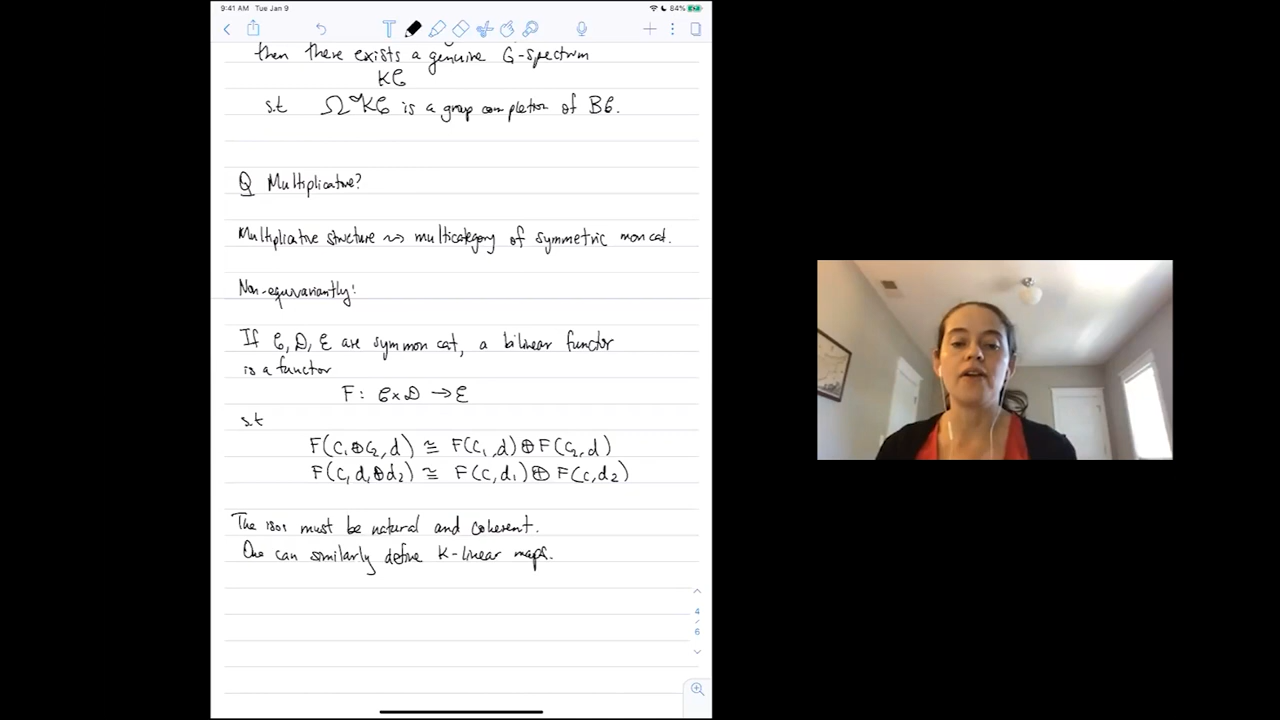 9:41 AM Tue Jan 9
84%
then there exists a genuine G-spectrum
KC
s.t Ω^∞KC is a group completion of BC.
Q Multiplicative?
Multiplicative structure ⇝ multicategory of symmetric mon cat.
Non-equivariantly:
If C, D, E are sym mon cat, a bilinear functor
is a functor
F: C×D → E
s.t
F(c₁⊕c₂,d) ≅ F(c₁,d)⊕F(c₂,d)
F(c,d₁⊕d₂) ≅ F(c,d₁)⊕F(c,d₂)
The isos must be natural and coherent.
One can similarly define k-linear maps.
4
/
6